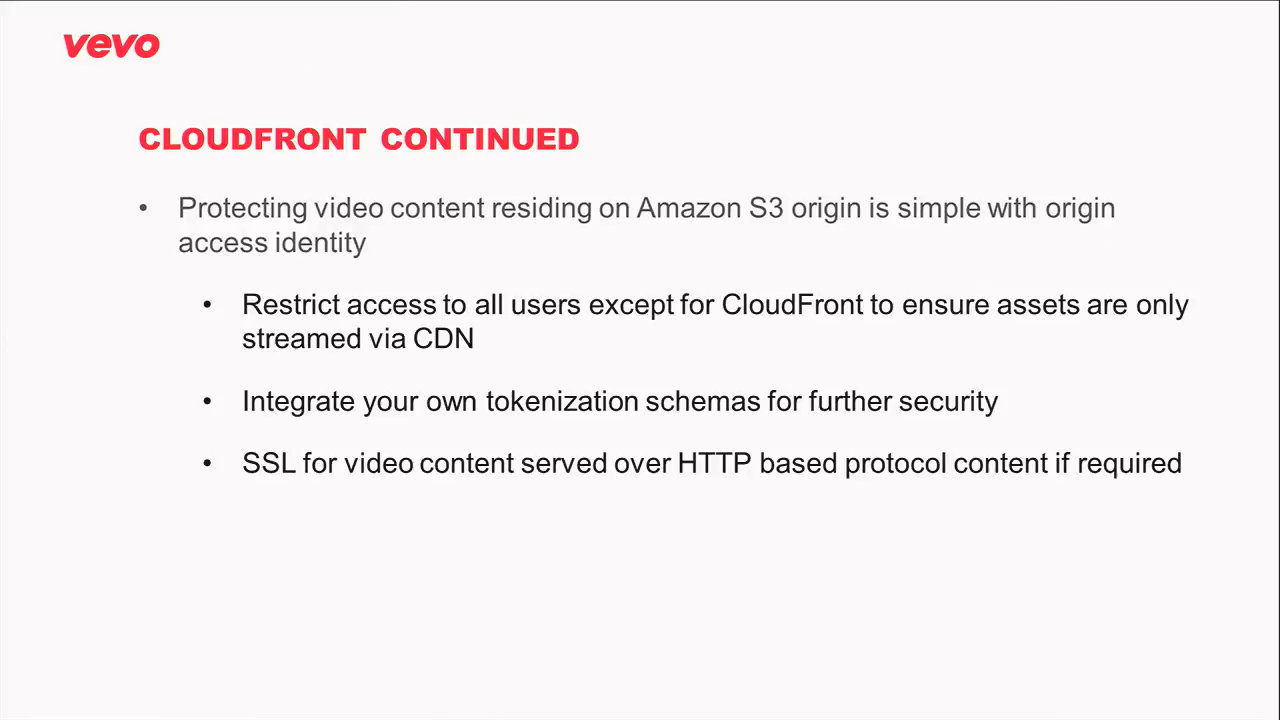 vevo
CLOUDFRONT CONTINUED
• Protecting video content residing on Amazon S3 origin is simple with origin
access identity
• Restrict access to all users except for CloudFront to ensure assets are only
streamed via CDN
• Integrate your own tokenization schemas for further security
• SSL for video content served over HTTP based protocol content if required